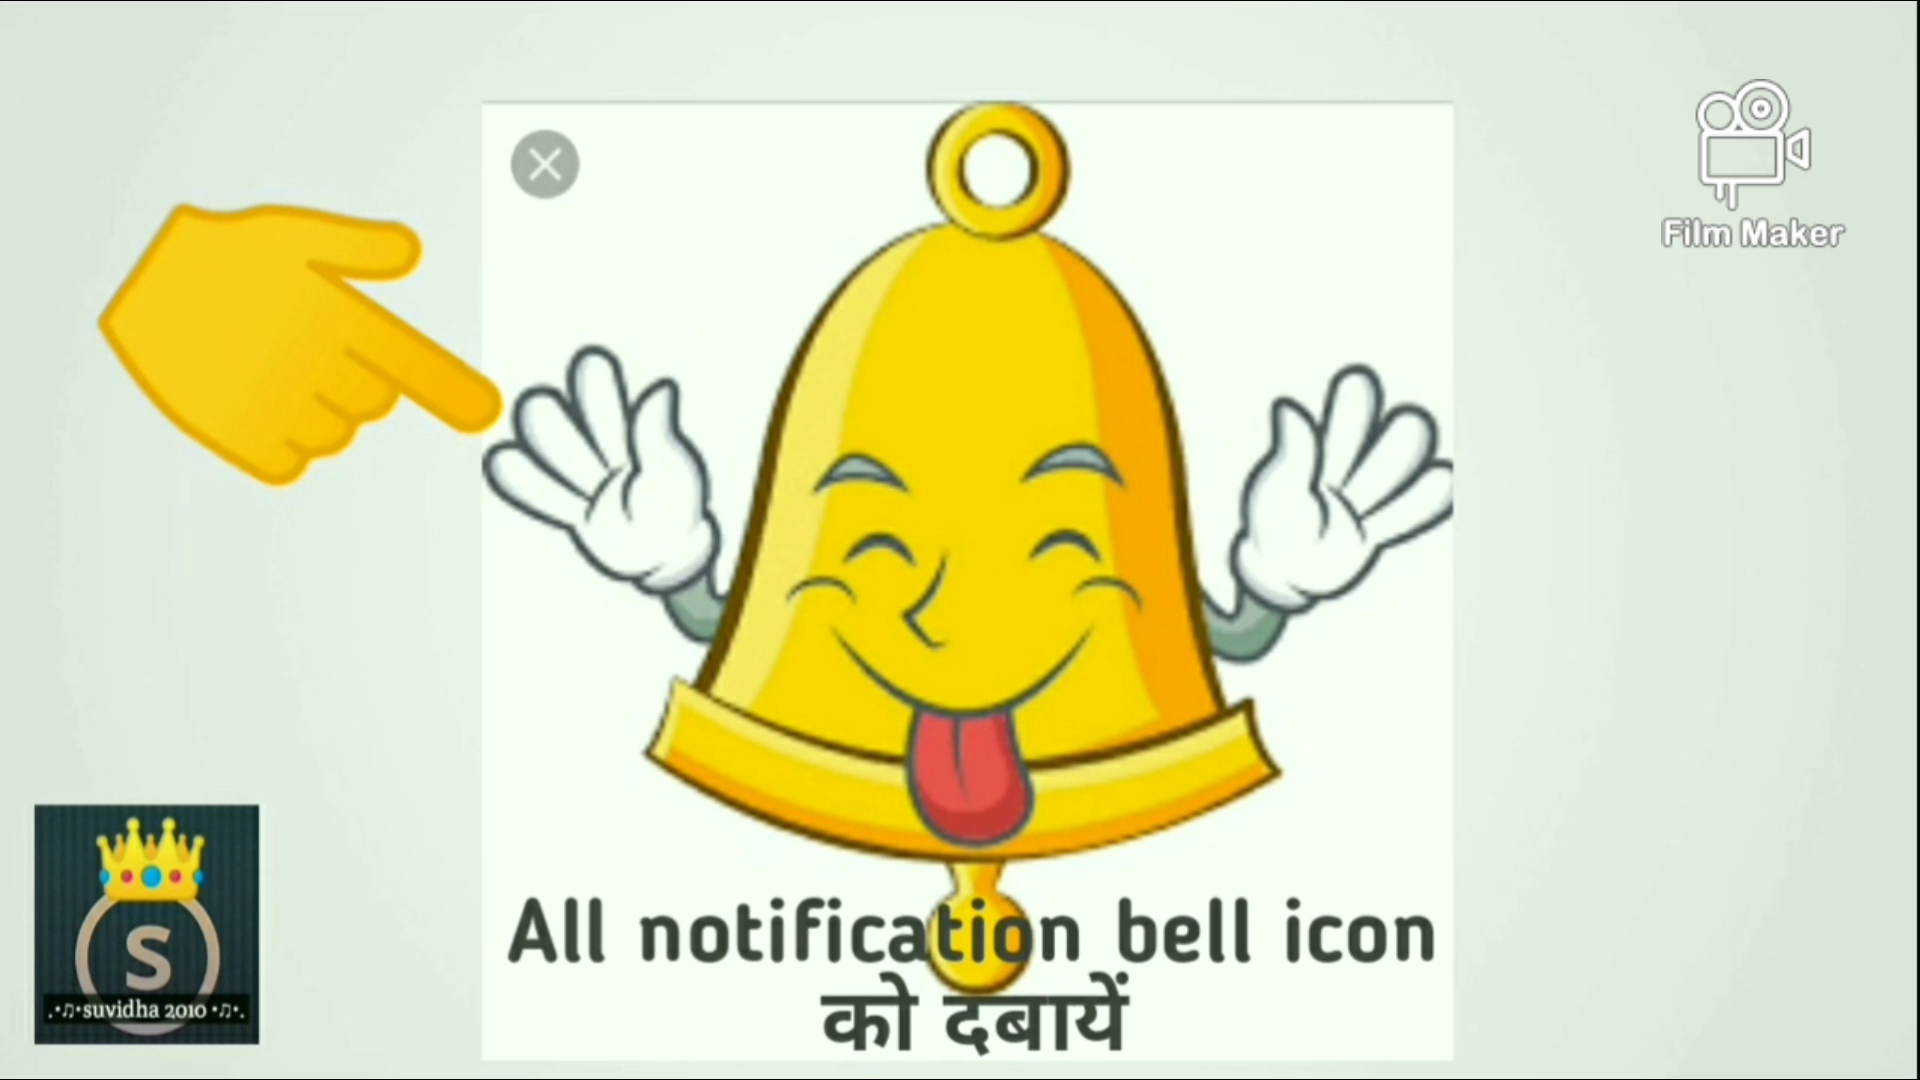 Film Maker
All notification bell icon
को दबायें
S
.•♫•suvidha 2010 •♫•.